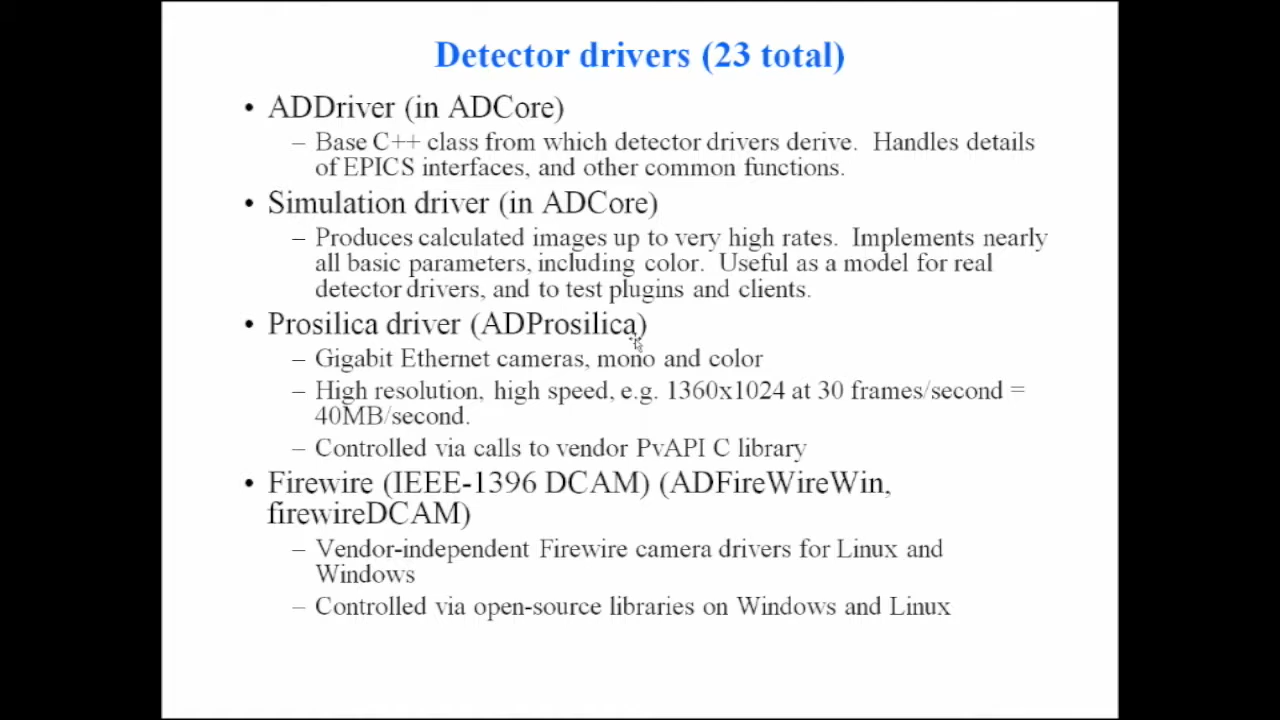 Detector drivers (23 total)
• ADDriver (in ADCore)
– Base C++ class from which detector drivers derive.  Handles details
of EPICS interfaces, and other common functions.
• Simulation driver (in ADCore)
– Produces calculated images up to very high rates.  Implements nearly
all basic parameters, including color.  Useful as a model for real
detector drivers, and to test plugins and clients.
• Prosilica driver (ADProsilica)
– Gigabit Ethernet cameras, mono and color
– High resolution, high speed, e.g. 1360x1024 at 30 frames/second =
40MB/second.
– Controlled via calls to vendor PvAPI C library
• Firewire (IEEE-1396 DCAM) (ADFireWireWin,
firewireDCAM)
– Vendor-independent Firewire camera drivers for Linux and
Windows
– Controlled via open-source libraries on Windows and Linux